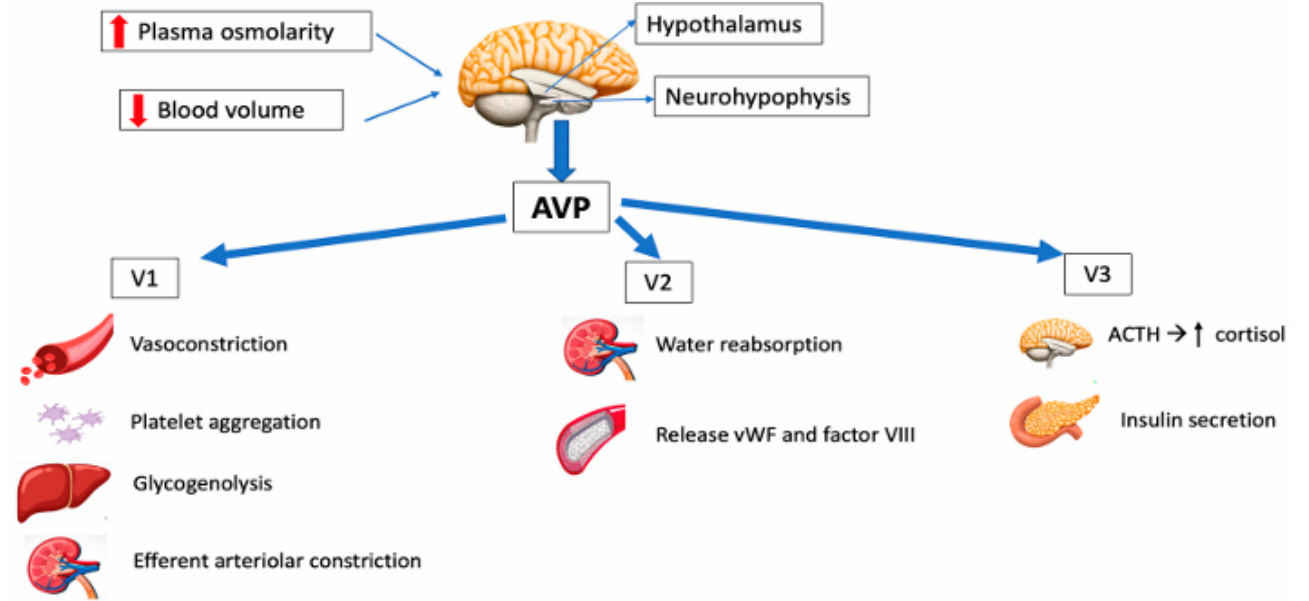 Plasma osmolarity
Blood volume
Hypothalamus
Neurohypophysis
AVP
V1
Vasoconstriction
Platelet aggregation
Glycogenolysis
Efferent arteriolar constriction
V2
Water reabsorption
Release vWF and factor VIII
V3
ACTH → ↑ cortisol
Insulin secretion